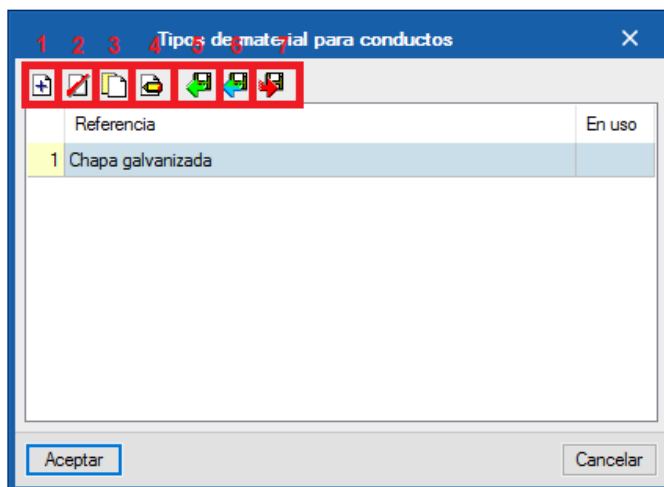 Tipos de material para conductos
1 2 3 4 5 6 7
Referencia En uso
1 Chapa galvanizada
Aceptar Cancelar